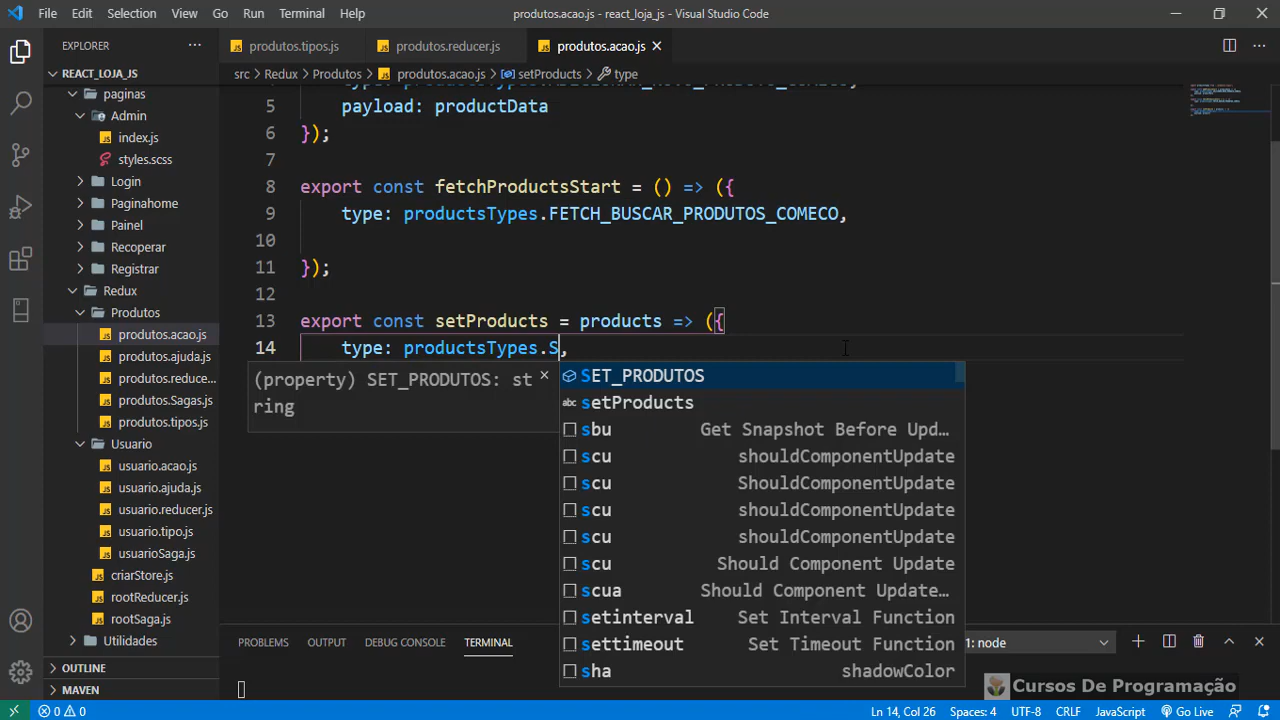 File Edit Selection View Go Run Terminal Help produtos.acao.js - react_loja_js - Visual Studio Code
EXPLORER
produtos.tipos.js produtos.reducer.js produtos.acao.js
REACT_LOJA_JS
src > Redux > Produtos > produtos.acao.js > setProducts > type
paginas
Admin
index.js
styles.scss
Login
Paginahome
Painel
Recoperar
Registrar
Redux
Produtos
produtos.acao.js
produtos.ajuda.js
produtos.reduce...
produtos.Sagas.js
produtos.tipos.js
Usuario
usuario.acao.js
usuario.ajuda.js
usuario.reducer.js
usuario.tipo.js
usuarioSaga.js
criarStore.js
rootReducer.js
rootSaga.js
Utilidades
OUTLINE
MAVEN
5 payload: productData
6 });
7
8 export const fetchProductsStart = () => ({
9 type: productsTypes.FETCH_BUSCAR_PRODUTOS_COMECO,
10
11 });
12
13 export const setProducts = products => ({
14 type: productsTypes.S,
(property) SET_PRODUTOS: st
ring
SET_PRODUTOS
setProducts
sbu Get Snapshot Before Upd…
scu shouldComponentUpdate
scu ShouldComponentUpdate
scu shouldComponentUpdate
scu shouldComponentUpdate
scu Should Component Update
scua Should Component Update…
setinterval Set Interval Function
settimeout Set Timeout Function
sha shadowColor
PROBLEMS OUTPUT DEBUG CONSOLE TERMINAL 1: node
Cursos De Programação
0 0 Ln 14, Col 26 Spaces: 4 UTF-8 CRLF JavaScript Go Live